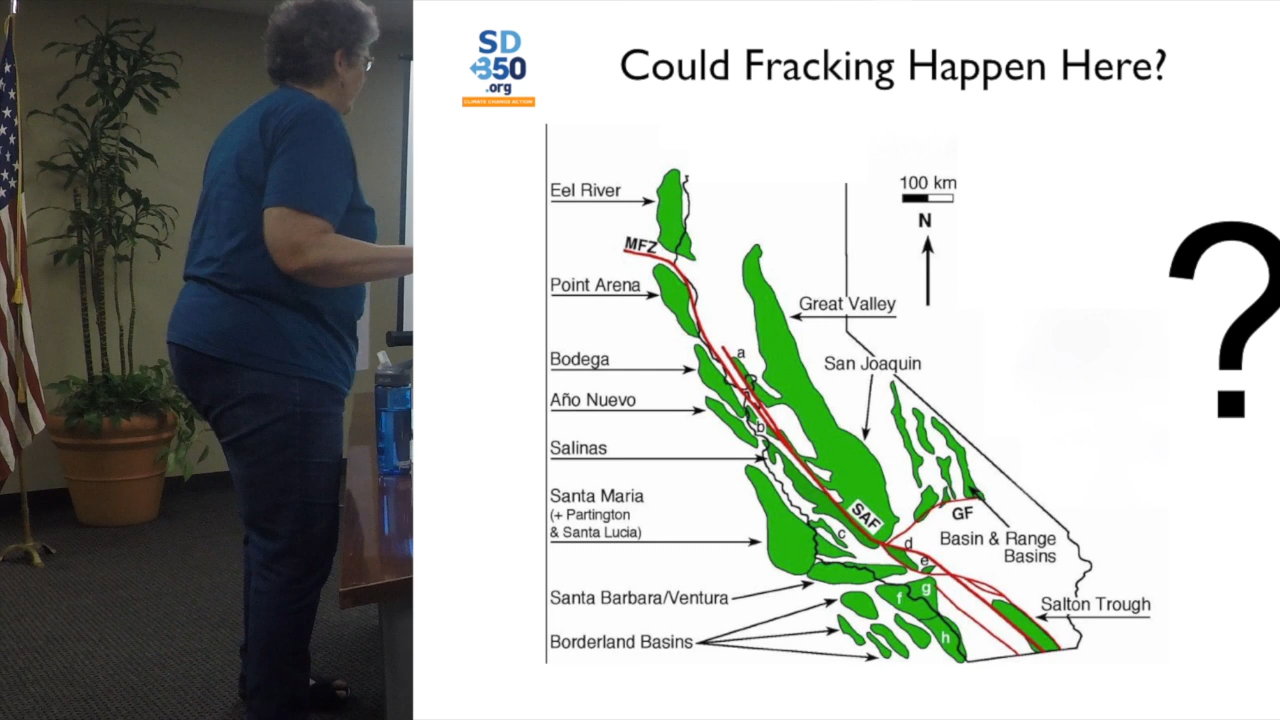 SD
350
.org
CLIMATE CHANGE ACTION
Could Fracking Happen Here?
100 km
N
Eel River
MFZ
Point Arena
Great Valley
a
San Joaquin
Bodega
Año Nuevo
b
Salinas
Santa Maria
(+ Partington
& Santa Lucia)
SAF
GF
c
d
Basin & Range
Basins
e
g
f
Santa Barbara/Ventura
Salton Trough
h
Borderland Basins
?